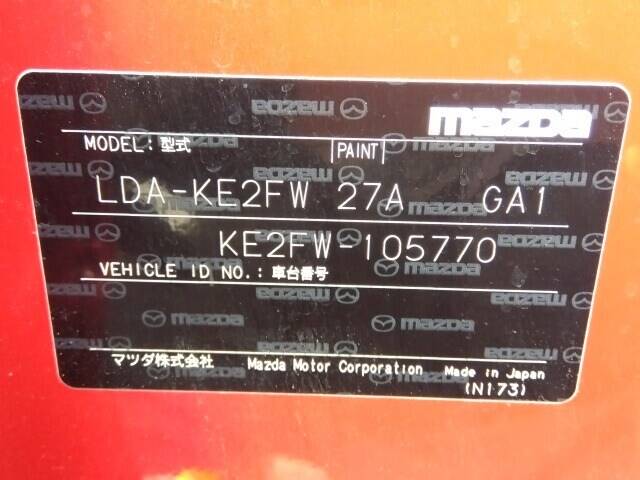 mazda
MODEL: 型式 PAINT
LDA-KE2FW 27A GA1
KE2FW-105770
VEHICLE ID NO.: 車台番号
マツダ株式会社 Mazda Motor Corporation Made in Japan
(N173)